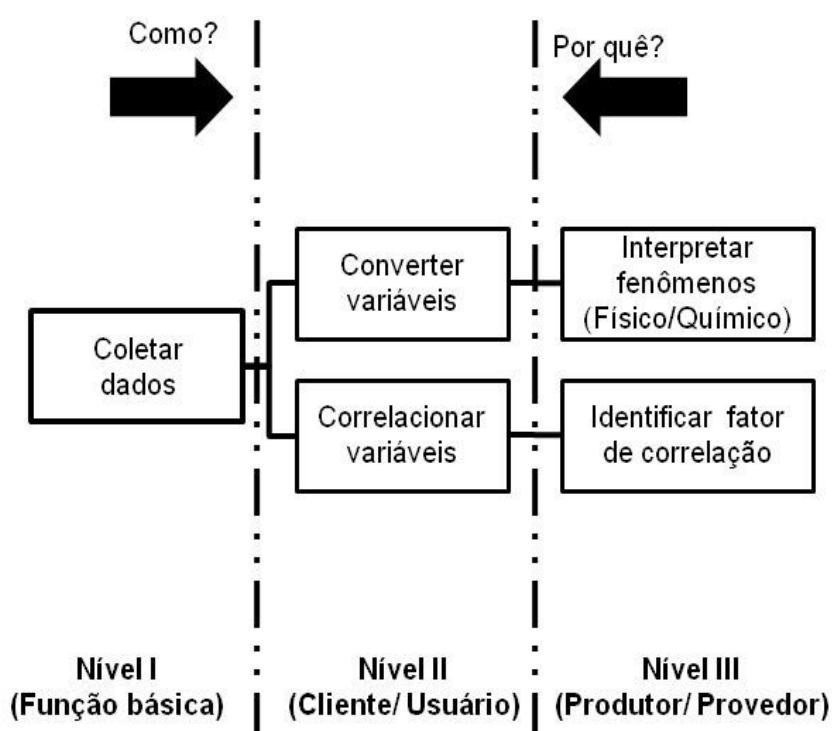 Como?
Por quê?
Converter
variáveis
Interpretar
fenômenos
(Físico/Químico)
Coletar
dados
Correlacionar
variáveis
Identificar fator
de correlação
Nível I
(Função básica)
Nível II
(Cliente/ Usuário)
Nível III
(Produtor/ Provedor)